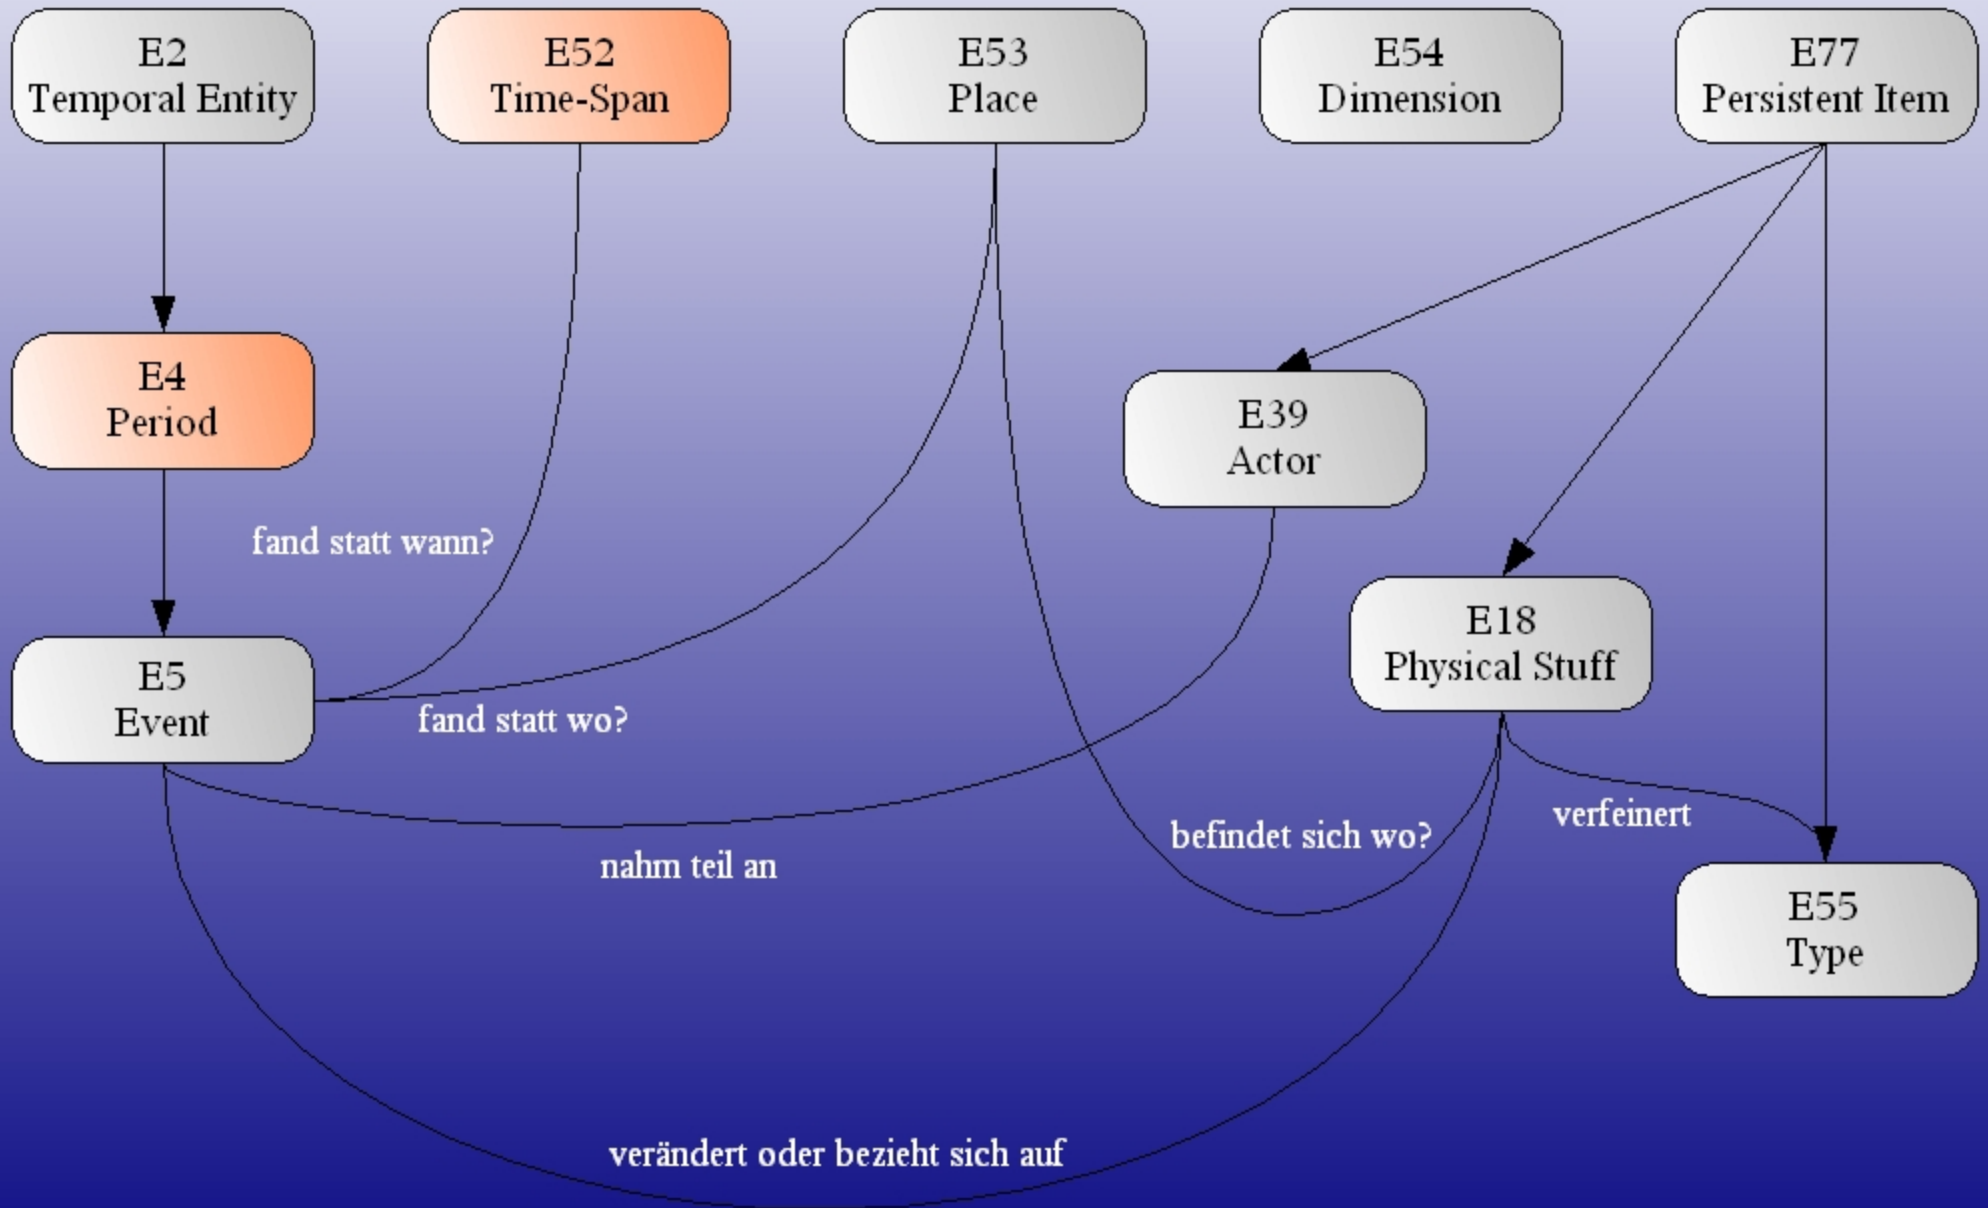 E2
Temporal Entity
E52
Time-Span
E53
Place
E54
Dimension
E77
Persistent Item
E4
Period
E39
Actor
fand statt wann?
E18
Physical Stuff
E5
Event
fand statt wo?
nahm teil an
befindet sich wo?
verfeinert
E55
Type
verändert oder bezieht sich auf